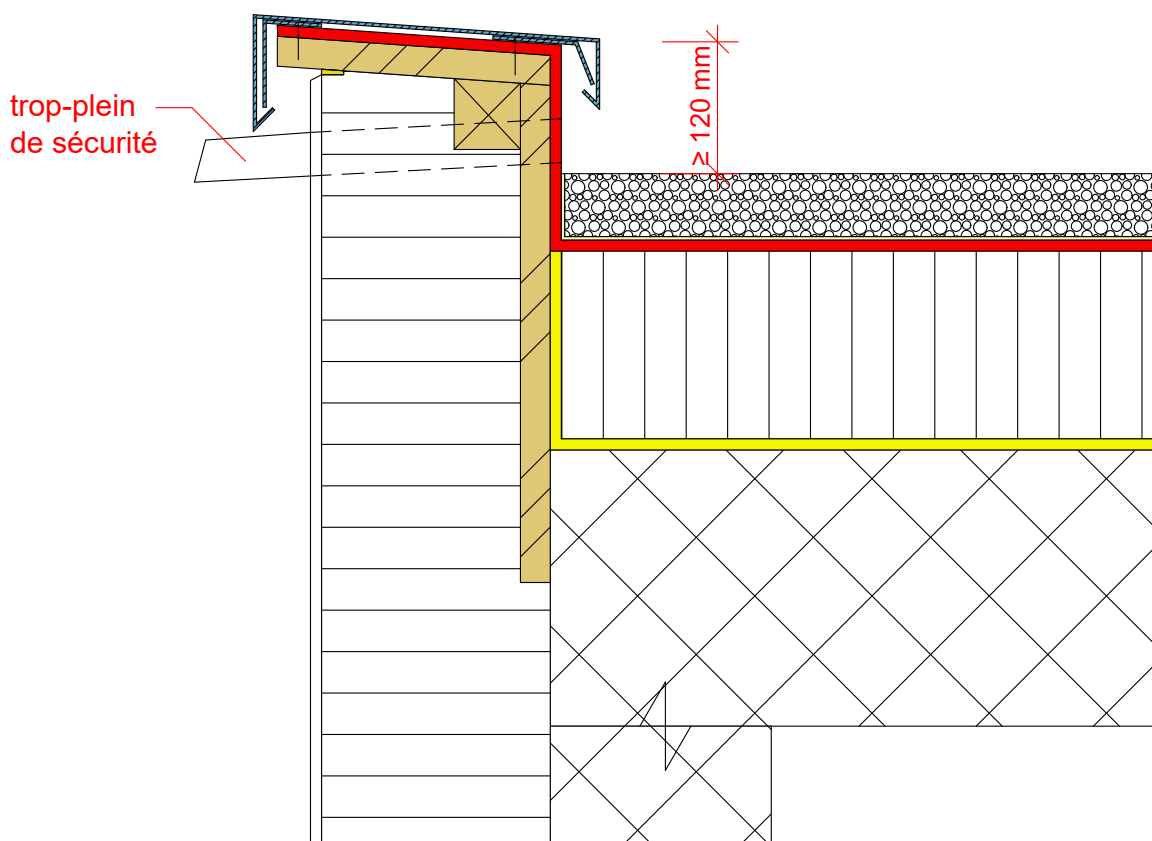 trop-plein
de sécurité
≥ 120 mm